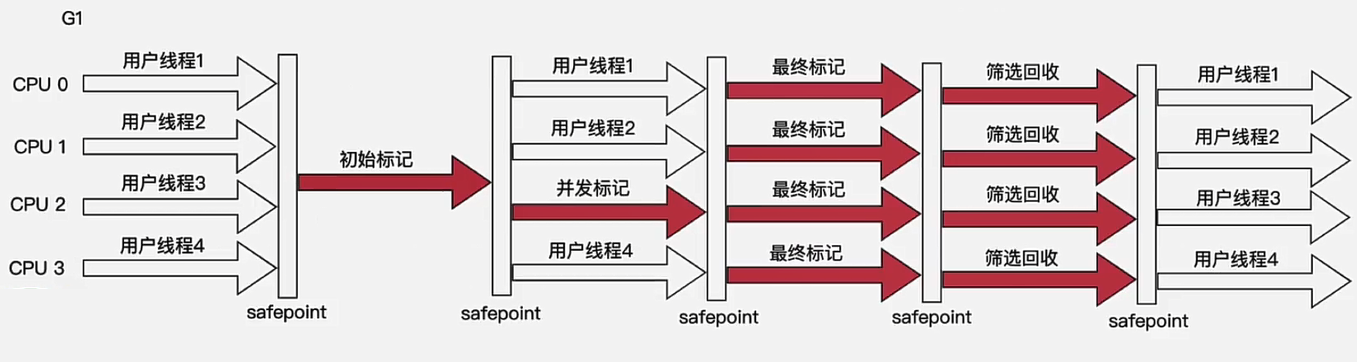 G1
用户线程1
用户线程1
最终标记
筛选回收
用户线程1
CPU 0
用户线程2
用户线程2
最终标记
筛选回收
用户线程2
CPU 1
初始标记
用户线程3
并发标记
最终标记
筛选回收
用户线程3
CPU 2
用户线程4
用户线程4
最终标记
筛选回收
用户线程4
CPU 3
safepoint
safepoint
safepoint
safepoint
safepoint